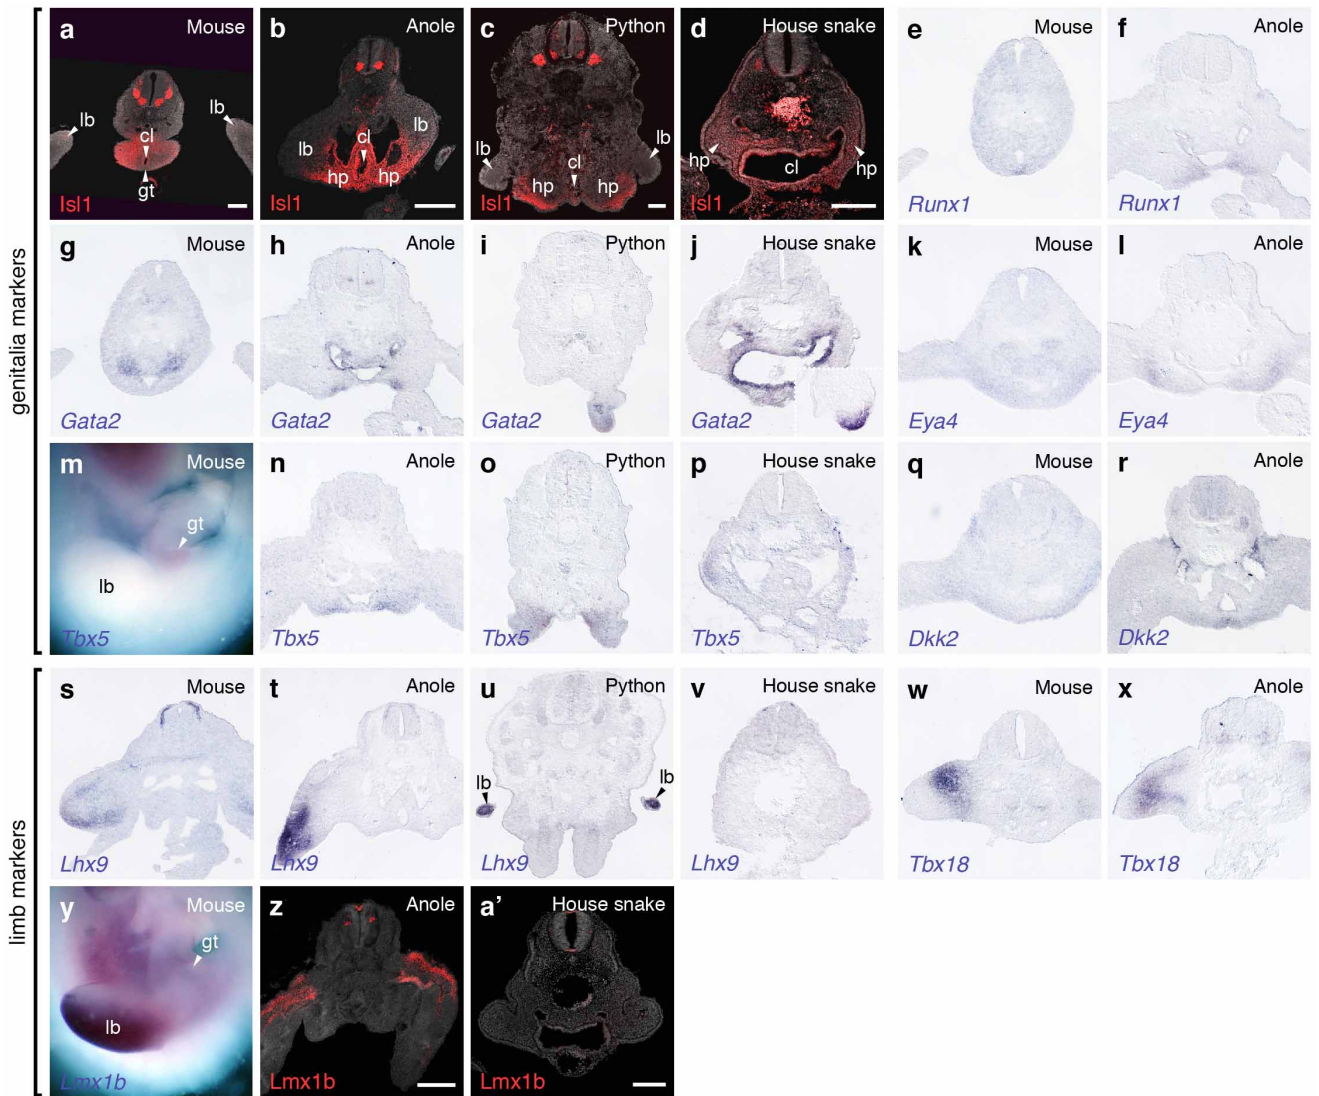 genitalia markers
a Mouse
lb
lb
cl
gt
Isl1
b Anole
lb
cl
lb
hp
hp
Isl1
c Python
lb
lb
cl
hp
hp
Isl1
d House snake
hp
cl
hp
Isl1
e Mouse
Runx1
f Anole
Runx1
g Mouse
Gata2
h Anole
Gata2
i Python
Gata2
j House snake
Gata2
k Mouse
Eya4
l Anole
Eya4
m Mouse
gt
lb
Tbx5
n Anole
Tbx5
o Python
Tbx5
p House snake
Tbx5
q Mouse
Dkk2
r Anole
Dkk2
limb markers
s Mouse
Lhx9
t Anole
Lhx9
u Python
lb
lb
Lhx9
v House snake
Lhx9
w Mouse
Tbx18
x Anole
Tbx18
y Mouse
gt
lb
Lmx1b
z Anole
Lmx1b
a’ House snake
Lmx1b